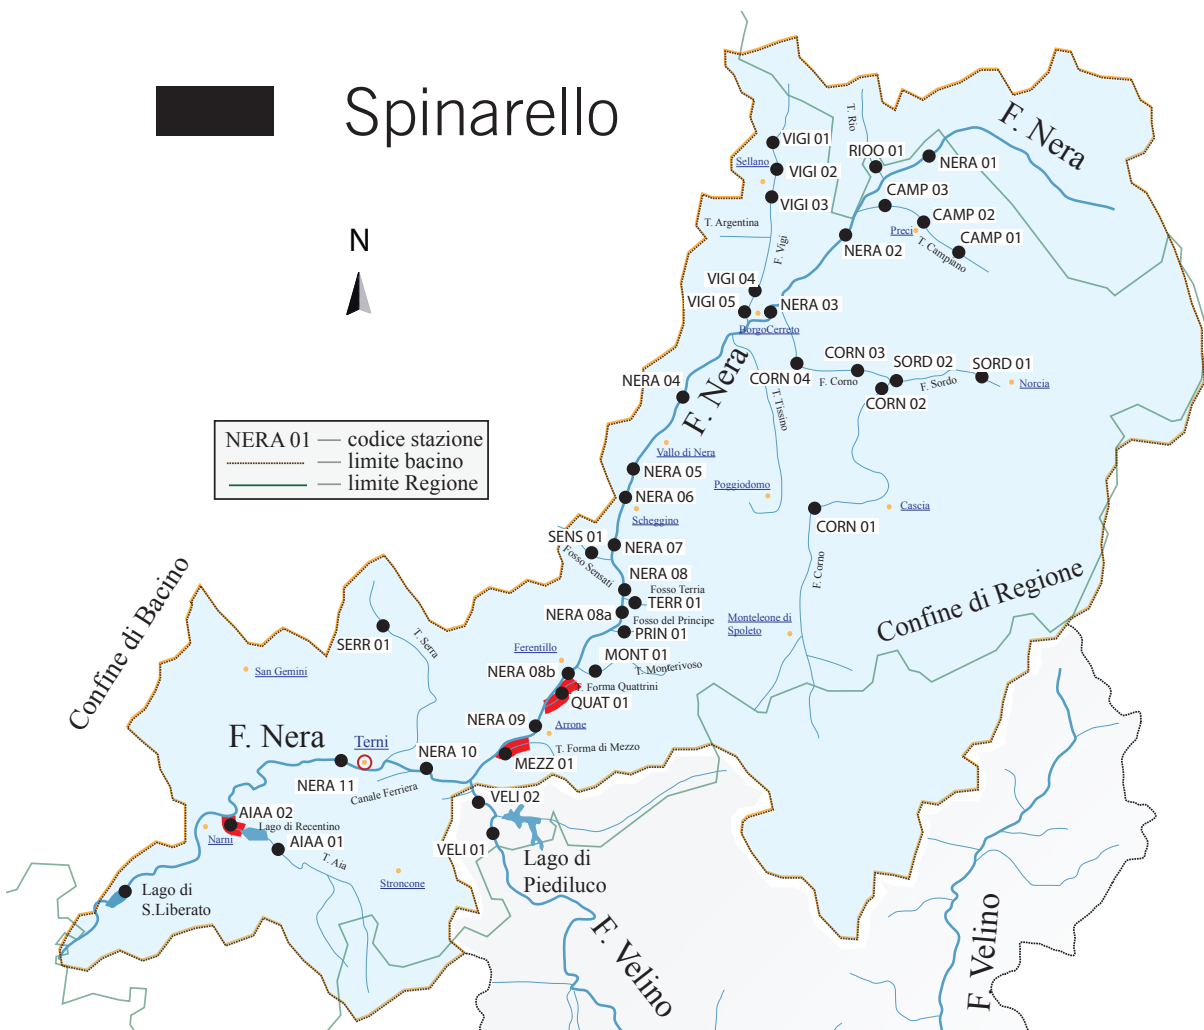 Spinarello
N
F. Nera
T. Rio
VIGI 01
RIOO 01
NERA 01
Sellano
VIGI 02
CAMP 03
VIGI 03
CAMP 02
T. Argentina
Preci
CAMP 01
F. Vigi
NERA 02
T. Campiano
VIGI 04
VIGI 05
NERA 03
BorgoCerreto
F. Nera
CORN 03
SORD 02
SORD 01
NERA 04
CORN 04
F. Corno
F. Sordo
Norcia
CORN 02
T. Tissino
NERA 01
codice stazione
limite bacino
limite Regione
Vallo di Nera
NERA 05
Poggiodomo
NERA 06
Scheggino
Cascia
CORN 01
SENS 01
NERA 07
Fosso Sensati
F. Corno
NERA 08
Fosso Terria
TERR 01
NERA 08a
Fosso del Principe
PRIN 01
Confine di Regione
Confine di Bacino
Monteleone di
Spoleto
SERR 01
T. Serra
Ferentillo
MONT 01
T. Monterivoso
San Gemini
NERA 08b
T. Forma Quattrini
QUAT 01
NERA 09
Arrone
F. Nera
Terni
NERA 10
T. Forma di Mezzo
MEZZ 01
NERA 11
Canale Ferriera
VELI 02
AIAA 02
Lago di Recentino
Narni
AIAA 01
VELI 01
T. Aia
Lago di
Piediluco
Stroncone
Lago di
S.Liberato
F. Velino
F. Velino